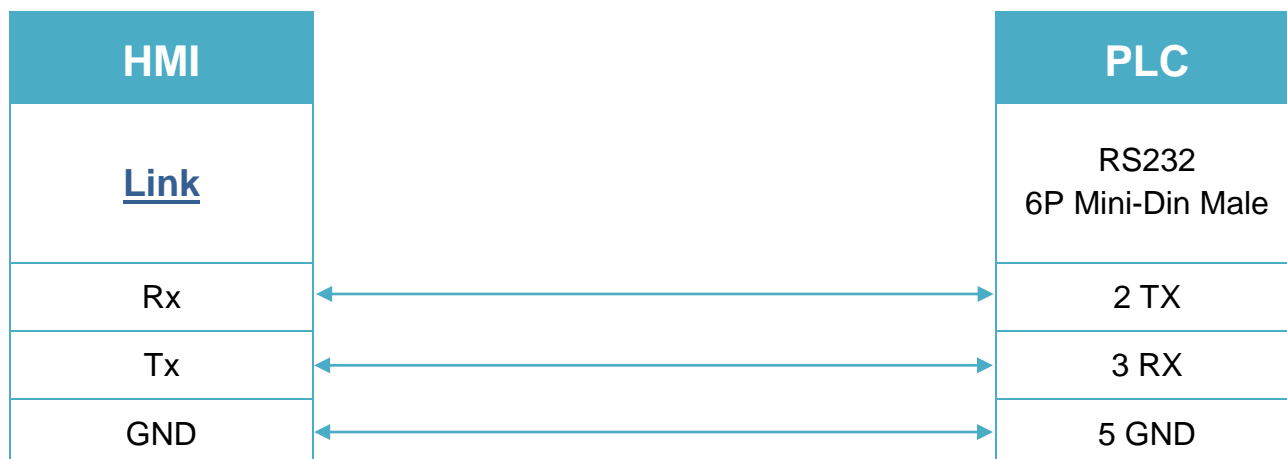 HMI
PLC
Link
RS232
6P Mini-Din Male
Rx
2 TX
Tx
3 RX
GND
5 GND